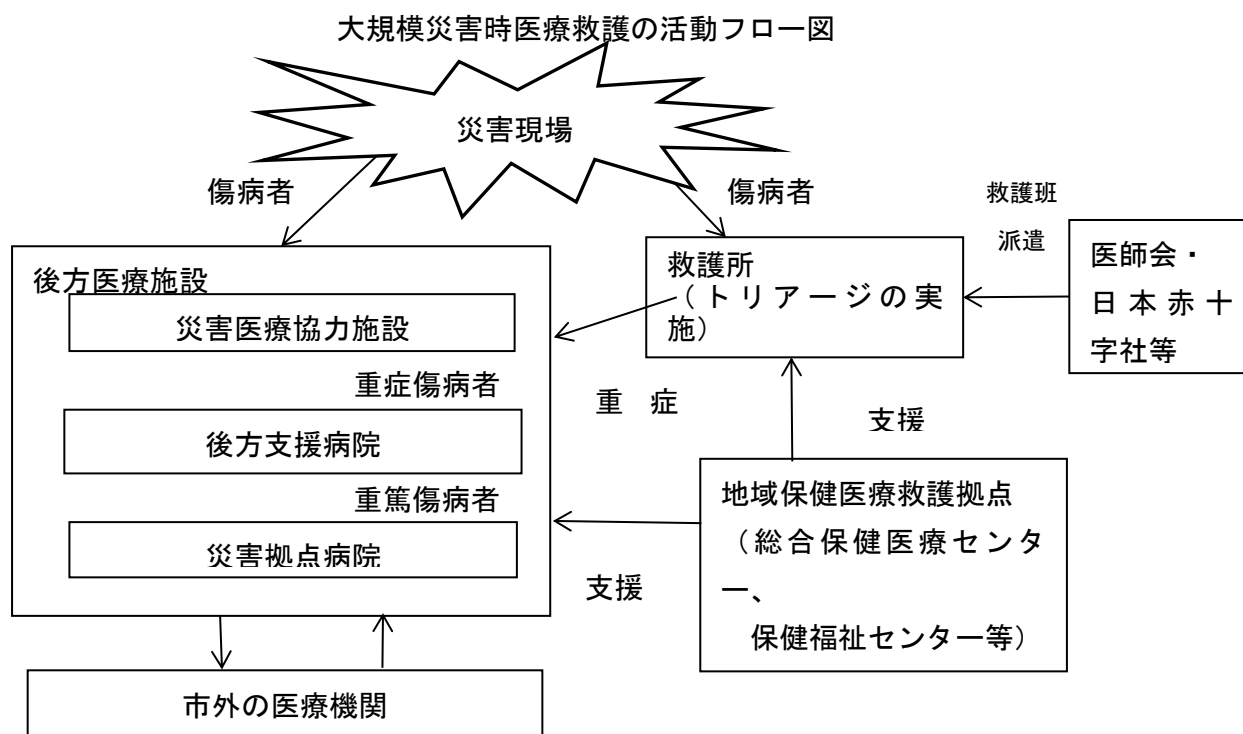 大規模災害時医療救護の活動フロー図
災害現場
傷病者
傷病者
救護班
派遣
医師会・
日本赤十
字社等
救護所
(トリアージの実
施)
後方医療施設
災害医療協力施設
重症傷病者
後方支援病院
重篤傷病者
災害拠点病院
重 症
支援
地域保健医療救護拠点
(総合保健医療センタ
ー、
保健福祉センター等)
支援
市外の医療機関